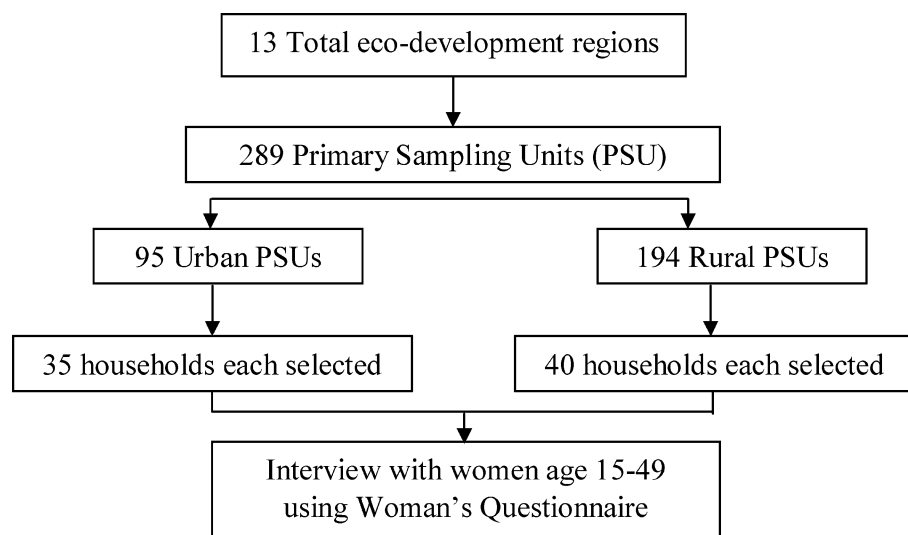 13 Total eco-development regions
289 Primary Sampling Units (PSU)
95 Urban PSUs
194 Rural PSUs
35 households each selected
40 households each selected
Interview with women age 15-49
using Woman's Questionnaire